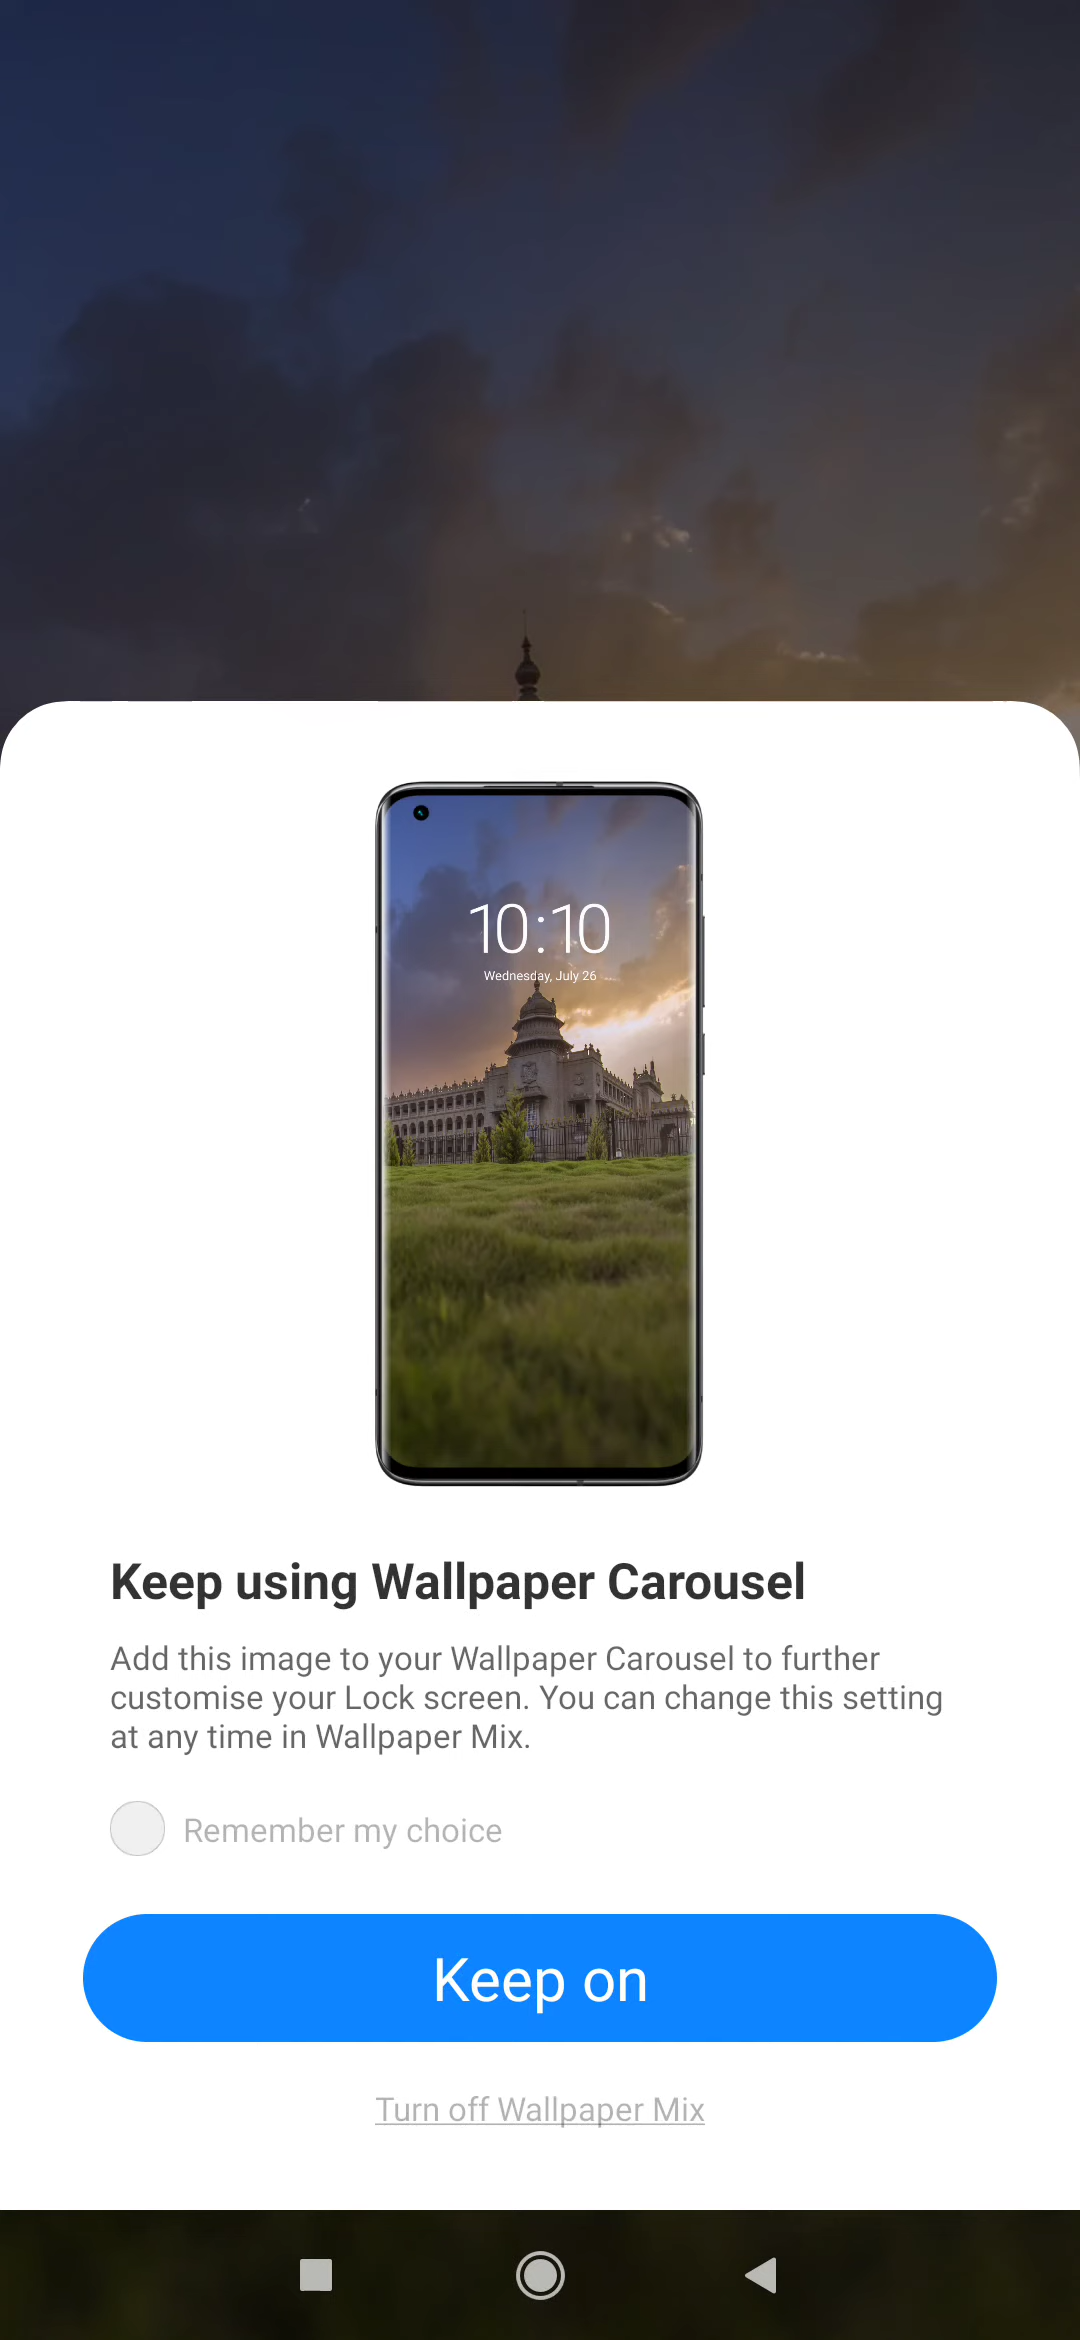 10:10
Wednesday, July 26
Keep using Wallpaper Carousel
Add this image to your Wallpaper Carousel to further
customise your Lock screen. You can change this setting
at any time in Wallpaper Mix.
Remember my choice
Keep on
Turn off Wallpaper Mix